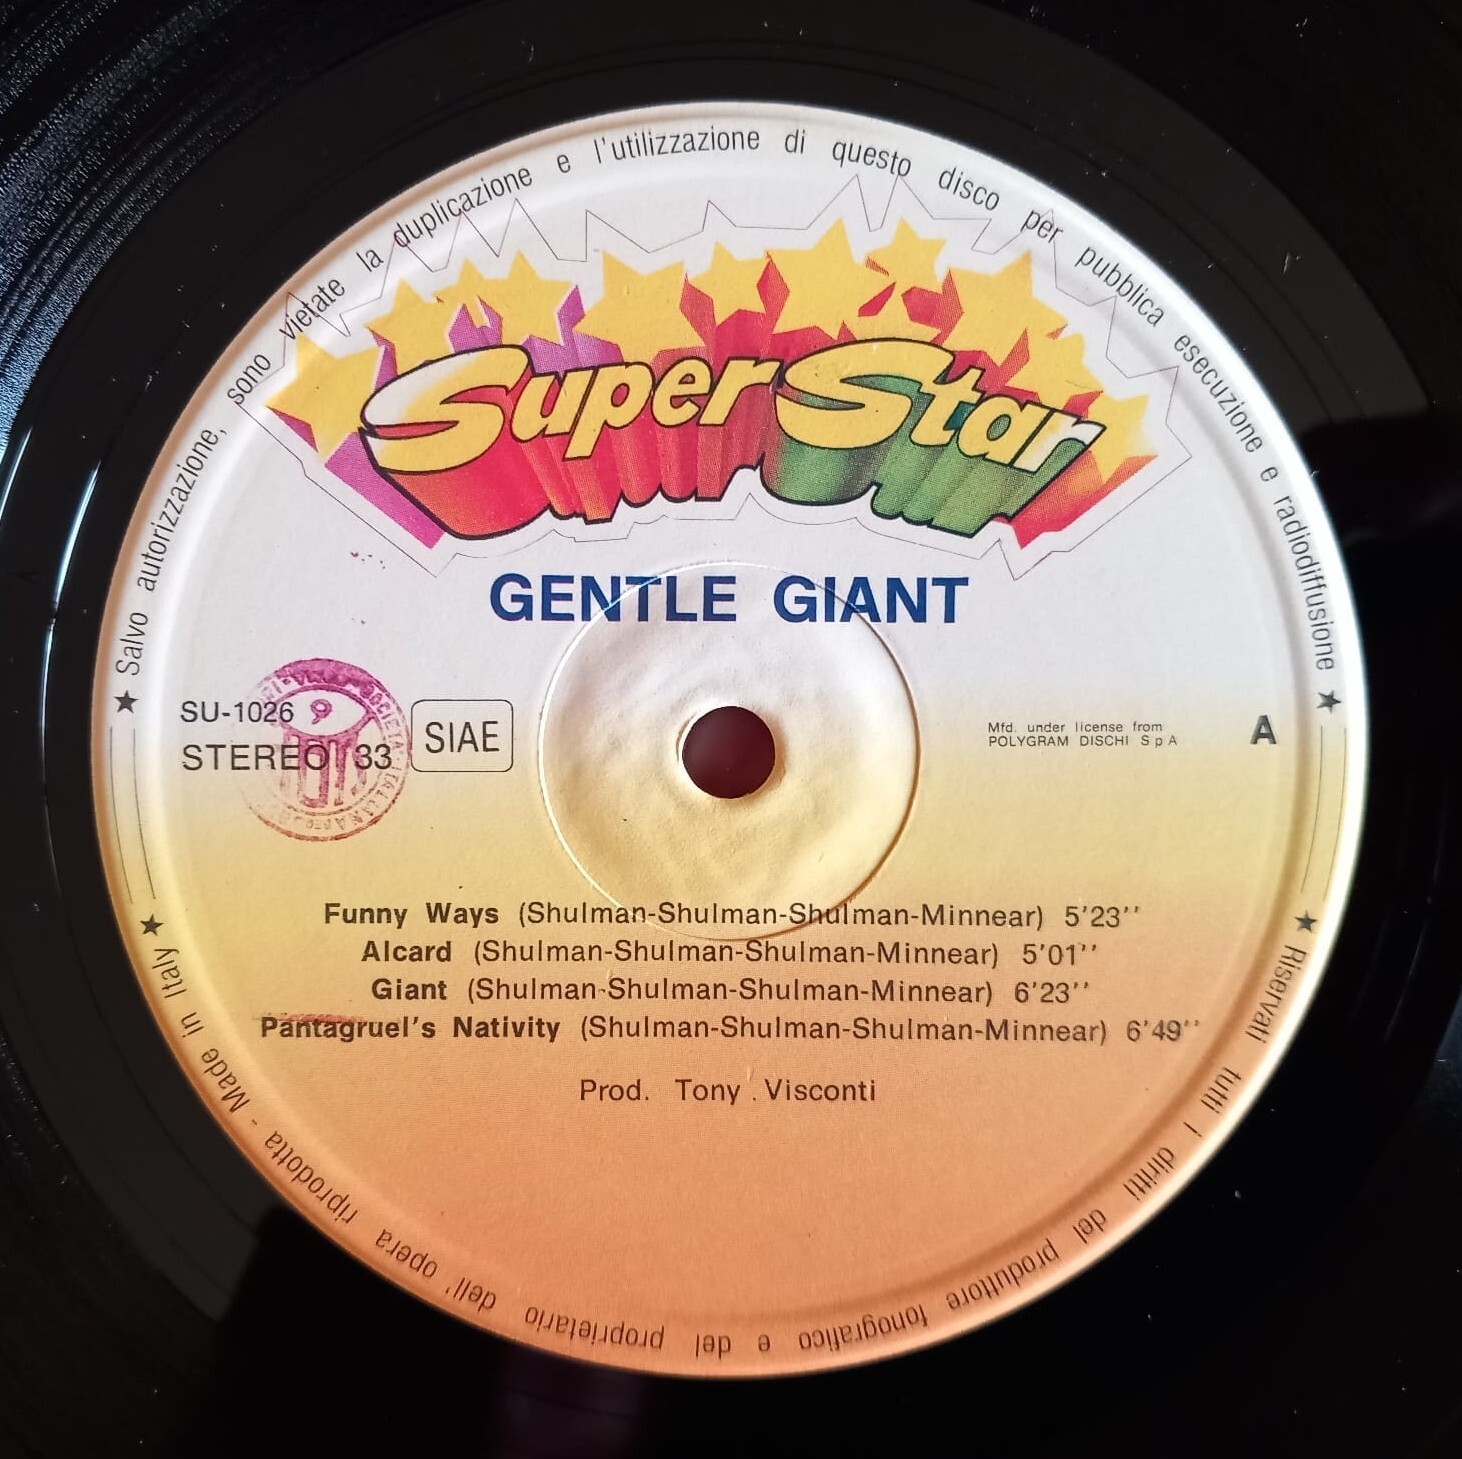 ★ Salvo autorizzazione, sono vietate la duplicazione e l'utilizzazione di questo disco per pubblica esecuzione e radiodiffusione ★
SuperStar
GENTLE GIANT
SU-1026
STEREO 33
SIAE
Mfd. under license from
POLYGRAM DISCHI S p A
A
Funny Ways (Shulman-Shulman-Shulman-Minnear) 5'23''
Alcard (Shulman-Shulman-Shulman-Minnear) 5'01''
Giant (Shulman-Shulman-Shulman-Minnear) 6'23''
Pantagruel's Nativity (Shulman-Shulman-Shulman-Minnear) 6'49''
Prod. Tony Visconti
★ Riservati tutti i diritti del produttore fonografico e del proprietario dell'opera riprodotta - Made in Italy ★